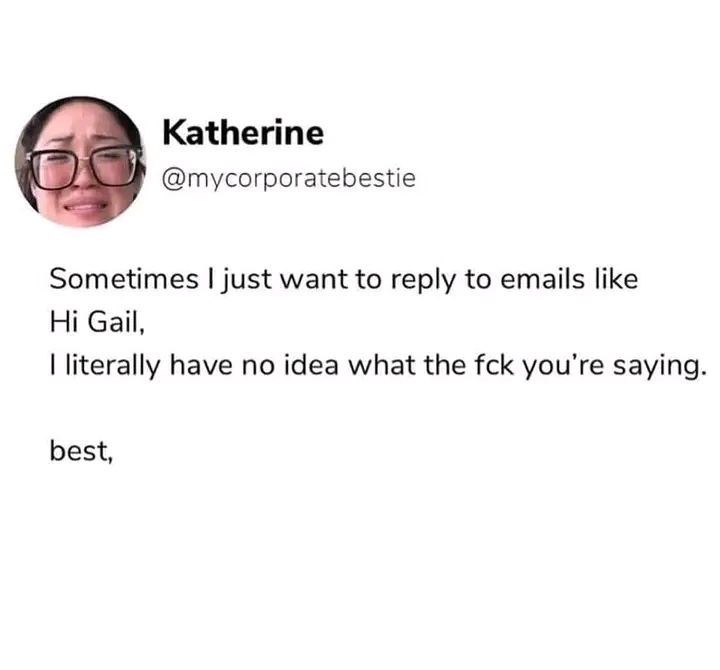 Katherine
@mycorporatebestie
Sometimes I just want to reply to emails like
Hi Gail,
I literally have no idea what the fck you’re saying.
best,